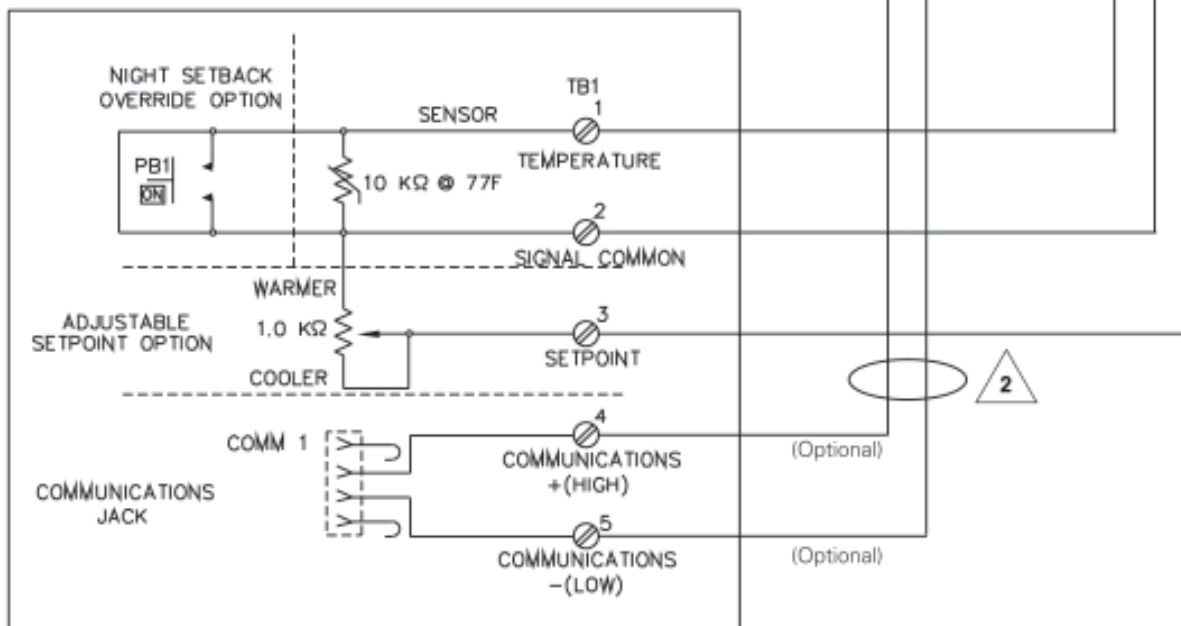 NIGHT SETBACK
OVERRIDE OPTION
TB1
1
SENSOR
TEMPERATURE
PB1
ON
10 KΩ @ 77F
2
SIGNAL COMMON
WARMER
ADJUSTABLE
SETPOINT OPTION
1.0 KΩ
3
SETPOINT
COOLER
2
COMM 1
4
(Optional)
COMMUNICATIONS
+(HIGH)
COMMUNICATIONS
JACK
5
(Optional)
COMMUNICATIONS
-(LOW)